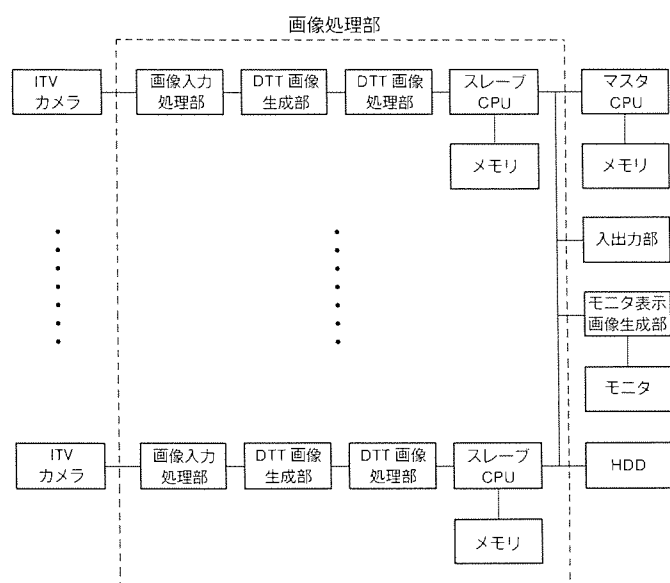 画像処理部
ITV
カメラ
画像入力
処理部
DTT 画像
生成部
DTT 画像
処理部
スレーブ
CPU
マスタ
CPU
メモリ
メモリ
入出力部
モニタ表示
画像生成部
モニタ
ITV
カメラ
画像入力
処理部
DTT 画像
生成部
DTT 画像
処理部
スレーブ
CPU
HDD
メモリ